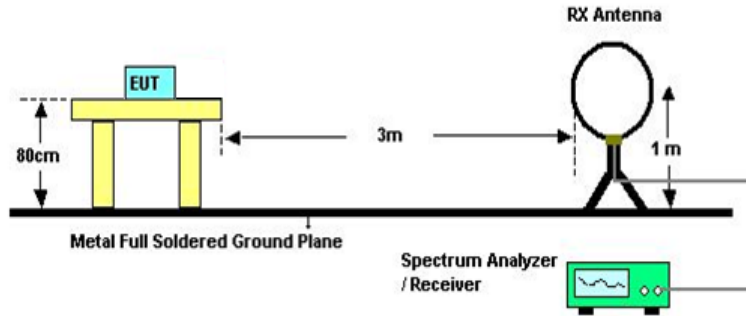 RX Antenna
EUT
80cm
3m
1 m
Metal Full Soldered Ground Plane
Spectrum Analyzer
/ Receiver